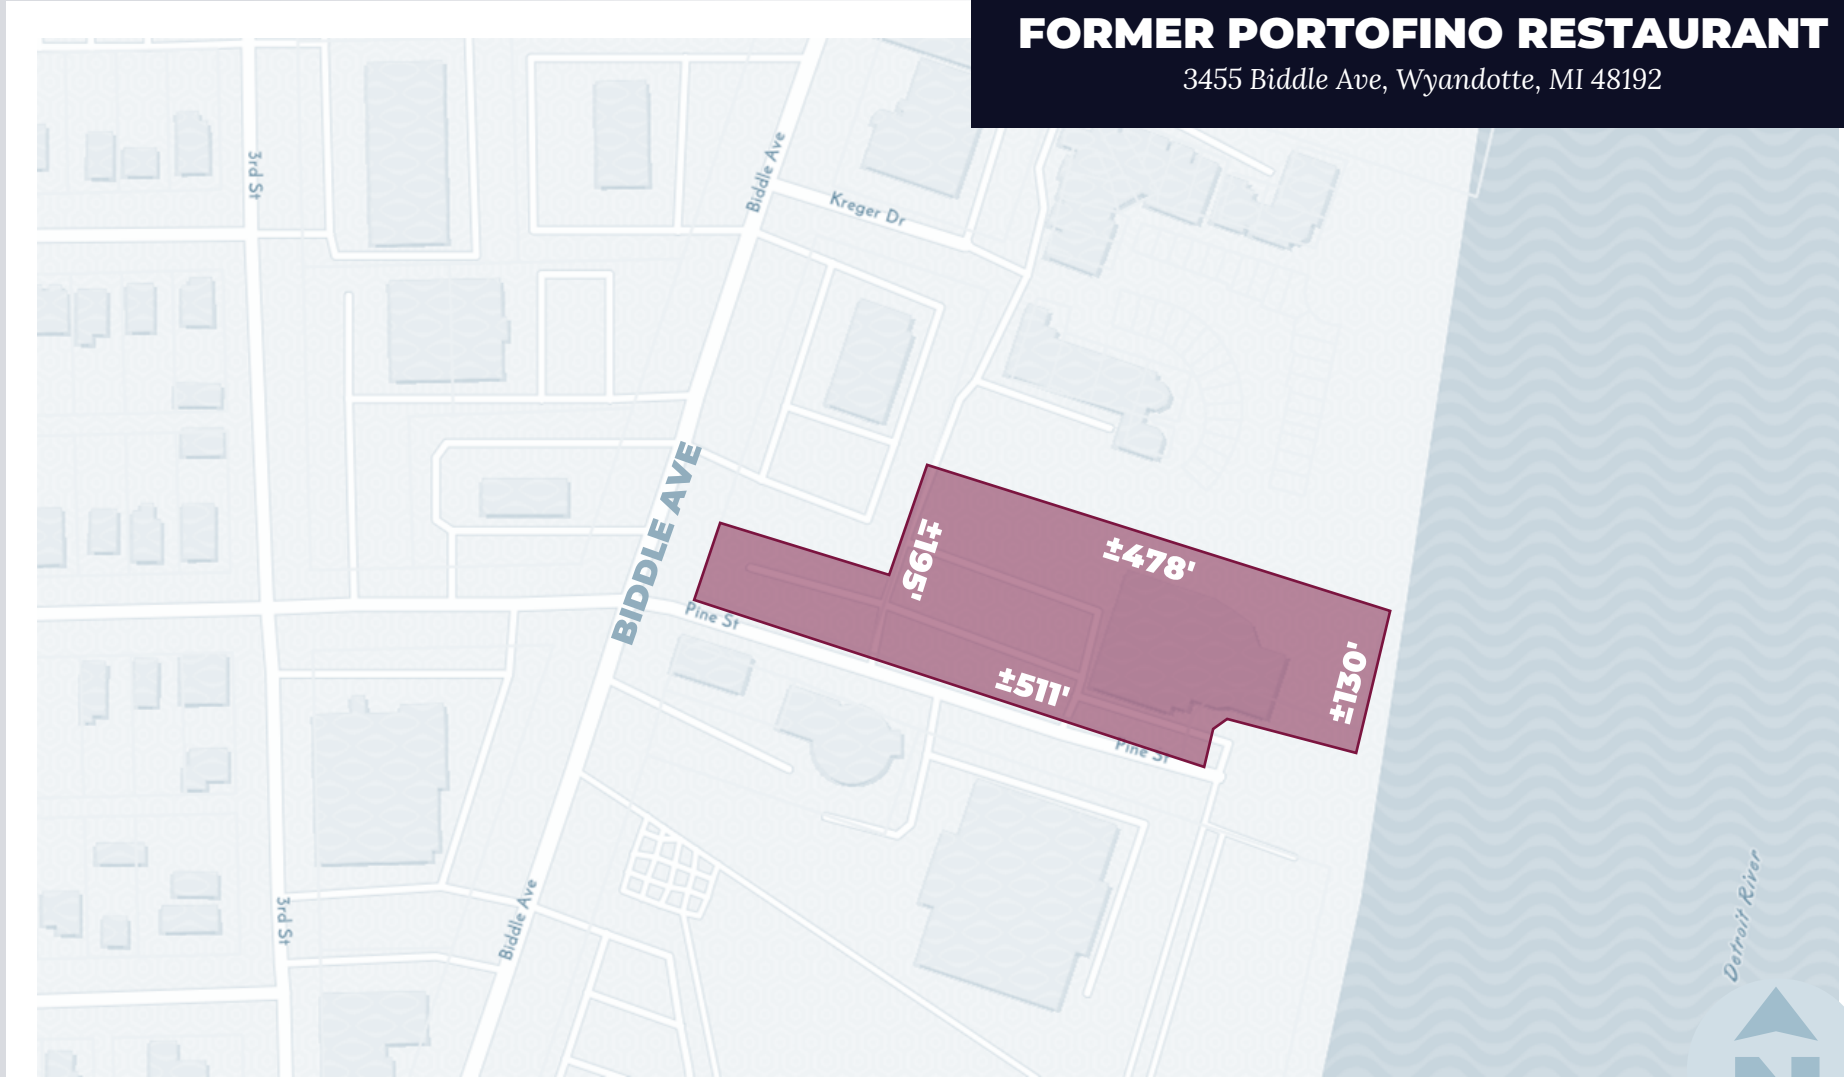 FORMER PORTOFINO RESTAURANT
3455 Biddle Ave, Wyandotte, MI 48192
3rd St
Biddle Ave
Kreger Dr
BIDDLE AVE
±195'
±478'
Pine St
±511'
±130'
Pine St
3rd St
Biddle Ave
Detroit River
N